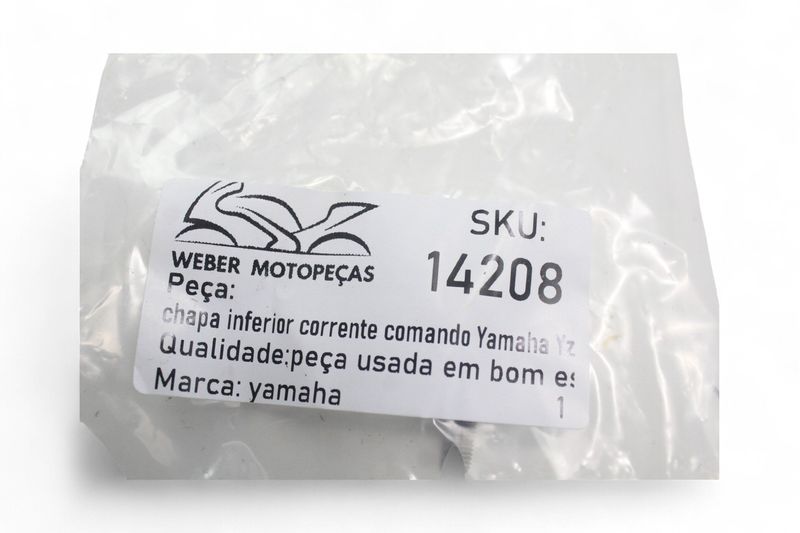 WEBER MOTOPEÇAS
SKU:
14208
Peça:
chapa inferior corrente comando Yamaha Yz
Qualidade:peça usada em bom es
Marca: yamaha
1